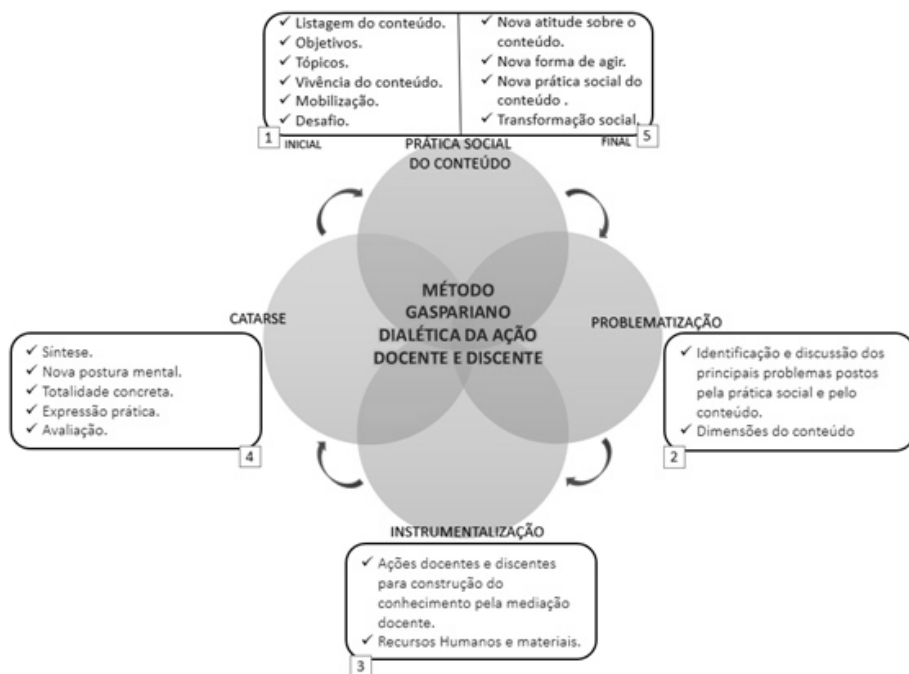 ✓ Listagem do conteúdo.
✓ Objetivos.
✓ Tópicos.
✓ Vivência do conteúdo.
✓ Mobilização.
✓ Desafio.
1
INICIAL
✓ Nova atitude sobre o
conteúdo.
✓ Nova forma de agir.
✓ Nova prática social do
conteúdo .
✓ Transformação social.
5
FINAL
PRÁTICA SOCIAL
DO CONTEÚDO
MÉTODO
GASPARIANO
DIALÉTICA DA AÇÃO
DOCENTE E DISCENTE
CATARSE
✓ Síntese.
✓ Nova postura mental.
✓ Totalidade concreta.
✓ Expressão prática.
✓ Avaliação.
4
PROBLEMATIZAÇÃO
✓ Identificação e discussão dos
principais problemas postos
pela prática social e pelo
conteúdo.
✓ Dimensões do conteúdo
2
INSTRUMENTALIZAÇÃO
✓ Ações docentes e discentes
para construção do
conhecimento pela mediação
docente.
✓ Recursos Humanos e materiais.
3